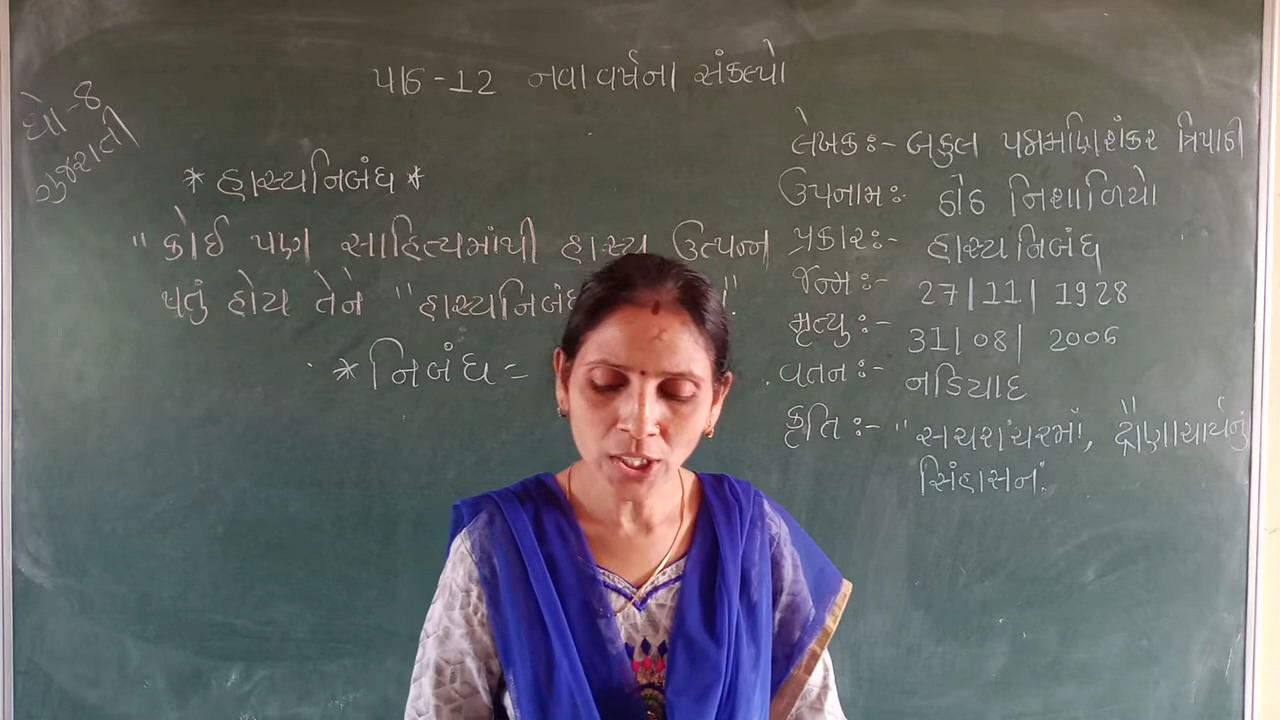 પાઠ-12 નવા વર્ષના સંકલ્પો
ધો-8
ગુજરાતી
* હાસ્યનિબંધ *
" કોઈ પણ સાહિત્યમાંથી હાસ્ય ઉત્પન્ન
થતું હોય તેને "હાસ્યનિબંધ
* નિબંધ =
લેખક:- બકુલ પદ્મમણિશંકર ત્રિપાઠી
ઉપનામ: ઠોઠ નિશાળિયો
પ્રકાર:- હાસ્યનિબંધ
જન્મ:- 27/11/1928
મૃત્યુ:- 31/08/2006
વતન:- નડિયાદ
કૃતિ:- "સચરાચરમાં, દ્રોણાચાર્યનું
સિંહાસન.